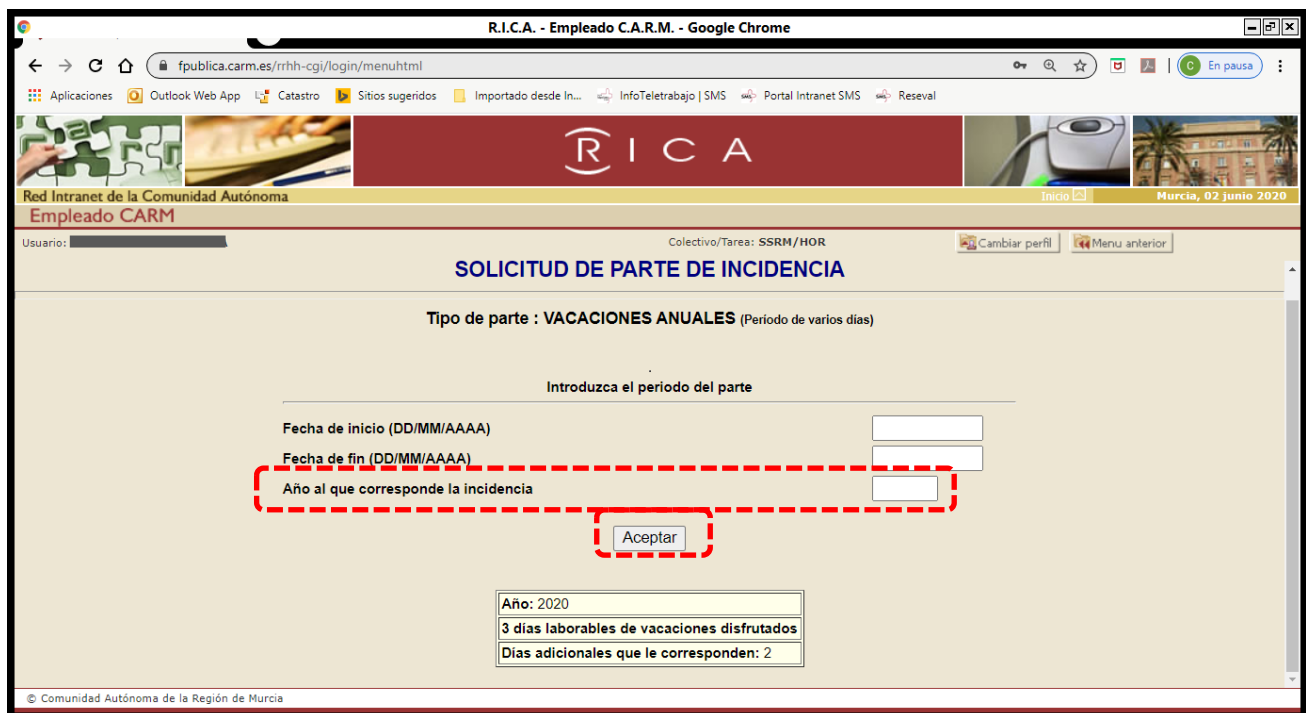 R.I.C.A. - Empleado C.A.R.M. - Google Chrome
fpublica.carm.es/rrhh-cgi/login/menuhtml
C En pausa
Aplicaciones Outlook Web App Catastro Sitios sugeridos Importado desde In... InfoTeletrabajo | SMS Portal Intranet SMS Reseval
RICA
Red Intranet de la Comunidad Autónoma Inicio Murcia, 02 junio 2020
Empleado CARM
Usuario: Colectivo/Tarea: SSRM/HOR Cambiar perfil Menu anterior
SOLICITUD DE PARTE DE INCIDENCIA
Tipo de parte : VACACIONES ANUALES (Periodo de varios días)
.
Introduzca el periodo del parte
Fecha de inicio (DD/MM/AAAA)
Fecha de fin (DD/MM/AAAA)
Año al que corresponde la incidencia
Aceptar
Año: 2020
3 días laborables de vacaciones disfrutados
Días adicionales que le corresponden: 2
© Comunidad Autónoma de la Región de Murcia